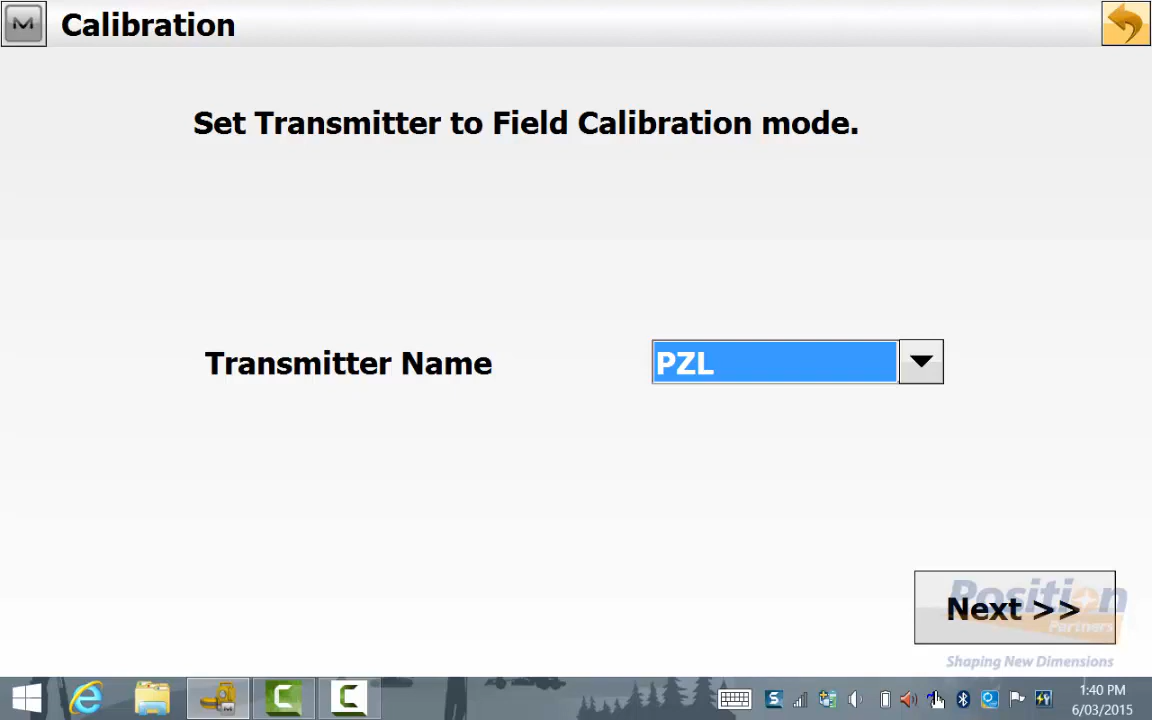 Calibration
Set Transmitter to Field Calibration mode.
Transmitter Name
PZL
Next >>
Position
Partners
Shaping New Dimensions
1:40 PM
6/03/2015